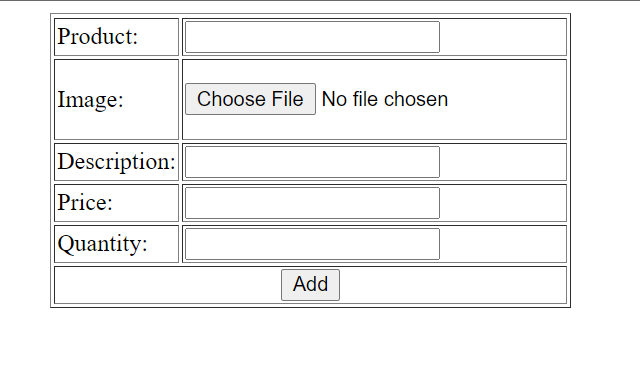 Product:
Image: Choose File No file chosen
Description:
Price:
Quantity:
Add